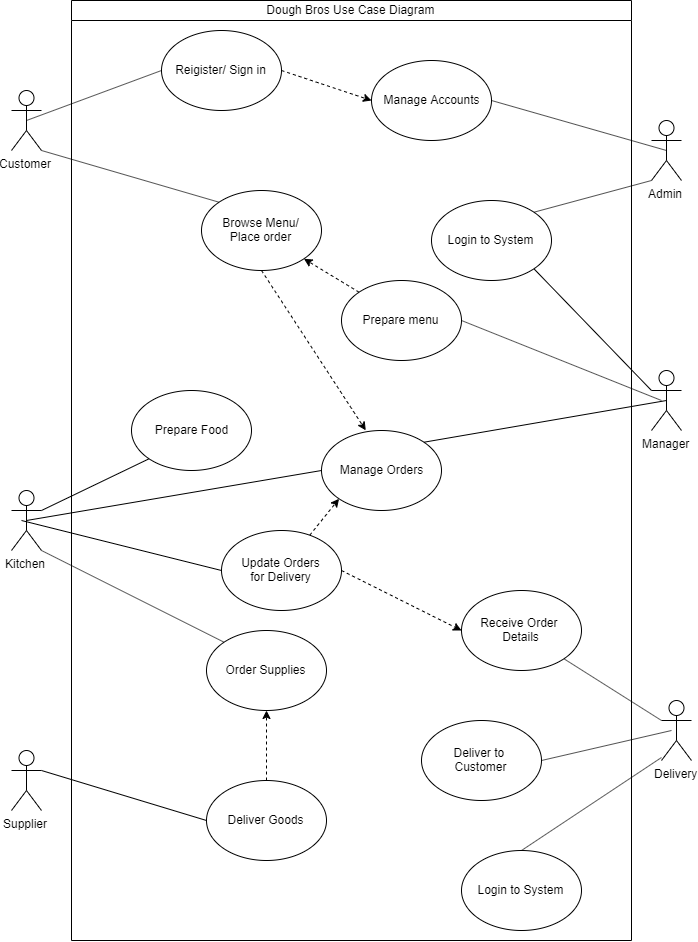 Dough Bros Use Case Diagram
Reigister/ Sign in
Manage Accounts
Customer
Admin
Browse Menu/
Place order
Login to System
Prepare menu
Prepare Food
Manager
Manage Orders
Kitchen
Update Orders
for Delivery
Receive Order
Details
Order Supplies
Deliver to
Customer
Delivery
Supplier
Deliver Goods
Login to System